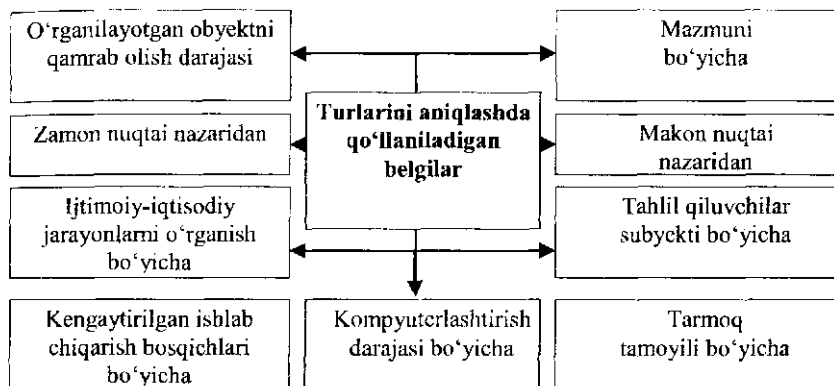 O‘rganilayotgan obyektni
qamrab olish darajasi
Mazmuni
bo‘yicha
Turlarini aniqlashda
qo‘llaniladigan
belgilar
Zamon nuqtai nazaridan
Makon nuqtai
nazaridan
Ijtimoiy-iqtisodiy
jarayonlarni o‘rganish
bo‘yicha
Tahlil qiluvchilar
subyekti bo‘yicha
Kengaytirilgan ishlab
chiqarish bosqichlari
bo‘yicha
Kompyuterlashtirish
darajasi bo‘yicha
Tarmoq
tamoyili bo‘yicha